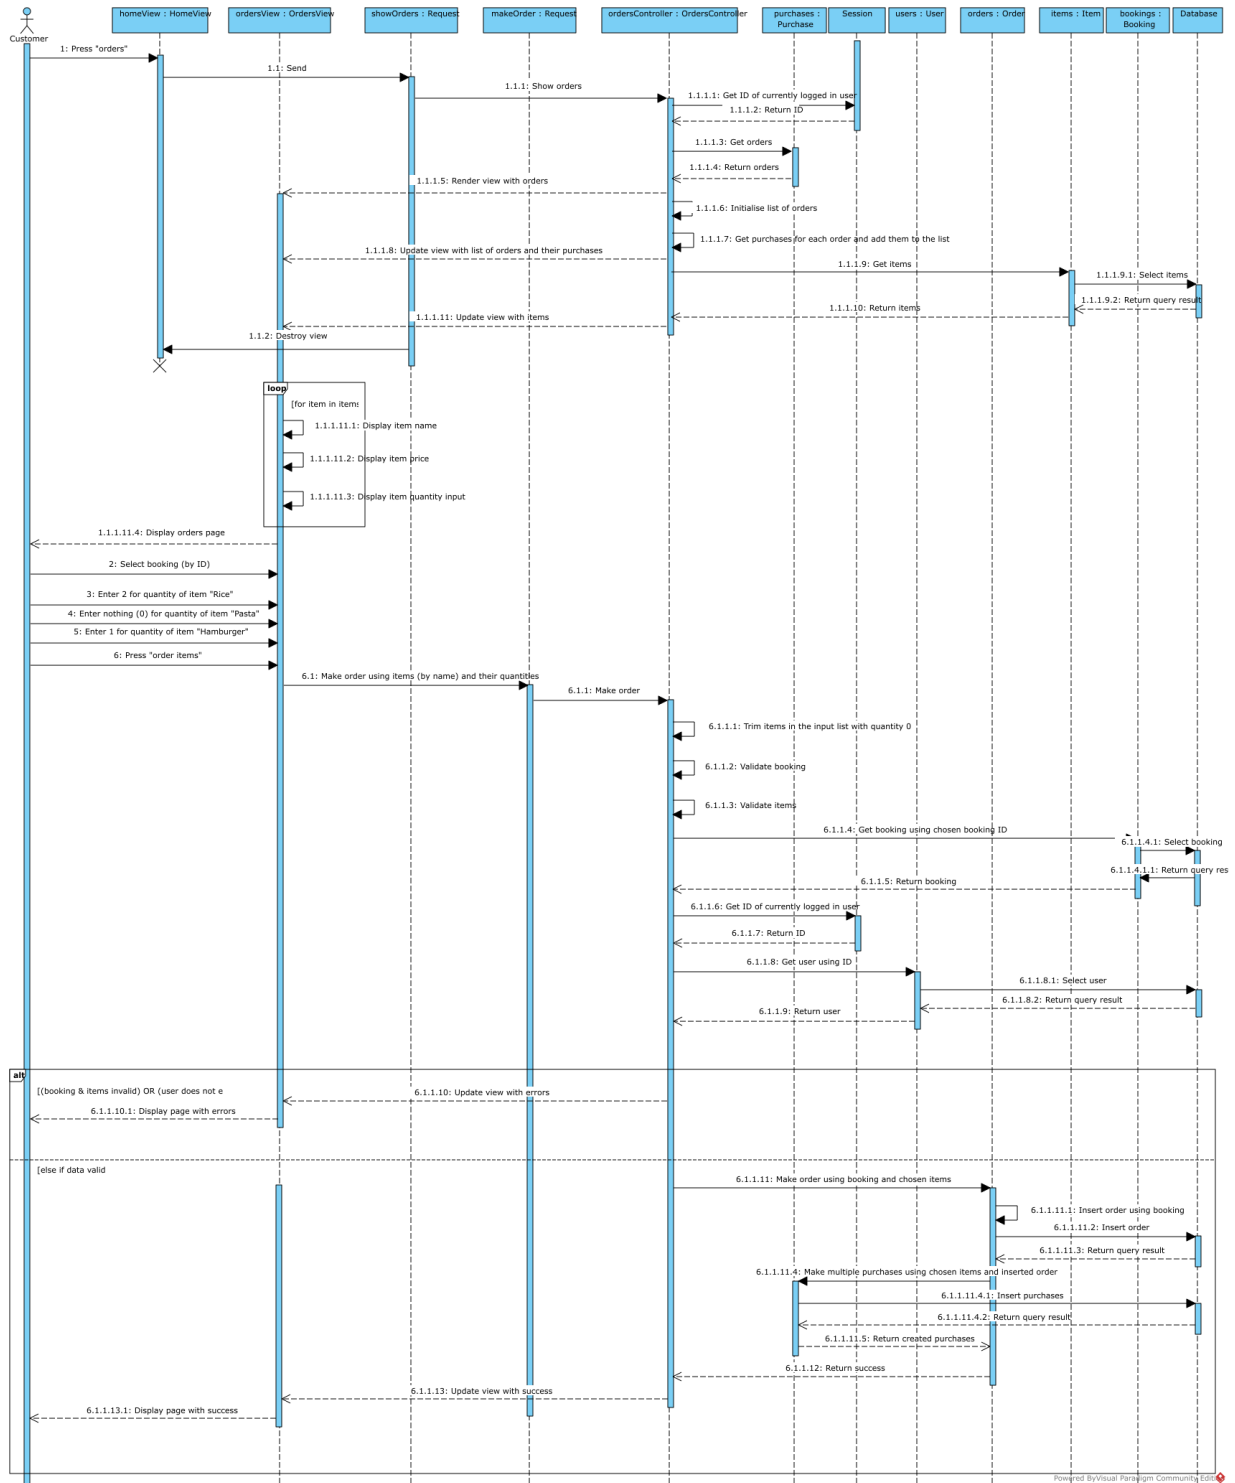 homeView : HomeView
ordersView : OrdersView
showOrders : Request
makeOrder : Request
ordersController : OrdersController
purchases :
Purchase
Session
users : User
orders : Order
items : Item
bookings :
Booking
Database
Customer
1: Press "orders"
1.1: Send
1.1.1: Show orders
1.1.1.1: Get ID of currently logged in user
1.1.1.2: Return ID
1.1.1.3: Get orders
1.1.1.4: Return orders
1.1.1.5: Render view with orders
1.1.1.6: Initialise list of orders
1.1.1.7: Get purchases for each order and add them to the list
1.1.1.8: Update view with list of orders and their purchases
1.1.1.9: Get items
1.1.1.9.1: Select items
1.1.1.9.2: Return query result
1.1.1.10: Return items
1.1.1.11: Update view with items
1.1.2: Destroy view
loop
[for item in items
1.1.1.11.1: Display item name
1.1.1.11.2: Display item price
1.1.1.11.3: Display item quantity input
1.1.1.11.4: Display orders page
2: Select booking (by ID)
3: Enter 2 for quantity of item "Rice"
4: Enter nothing (0) for quantity of item "Pasta"
5: Enter 1 for quantity of item "Hamburger"
6: Press "order items"
6.1: Make order using items (by name) and their quantities
6.1.1: Make order
6.1.1.1: Trim items in the input list with quantity 0
6.1.1.2: Validate booking
6.1.1.3: Validate items
6.1.1.4: Get booking using chosen booking ID
6.1.1.4.1: Select booking
6.1.1.4.1.1: Return query res
6.1.1.5: Return booking
6.1.1.6: Get ID of currently logged in user
6.1.1.7: Return ID
6.1.1.8: Get user using ID
6.1.1.8.1: Select user
6.1.1.8.2: Return query result
6.1.1.9: Return user
alt
[(booking & items invalid) OR (user does not e
6.1.1.10: Update view with errors
6.1.1.10.1: Display page with errors
[else if data valid
6.1.1.11: Make order using booking and chosen items
6.1.1.11.1: Insert order using booking
6.1.1.11.2: Insert order
6.1.1.11.3: Return query result
6.1.1.11.4: Make multiple purchases using chosen items and inserted order
6.1.1.11.4.1: Insert purchases
6.1.1.11.4.2: Return query result
6.1.1.11.5: Return created purchases
6.1.1.12: Return success
6.1.1.13: Update view with success
6.1.1.13.1: Display page with success
Powered By Visual Paradigm Community Edition